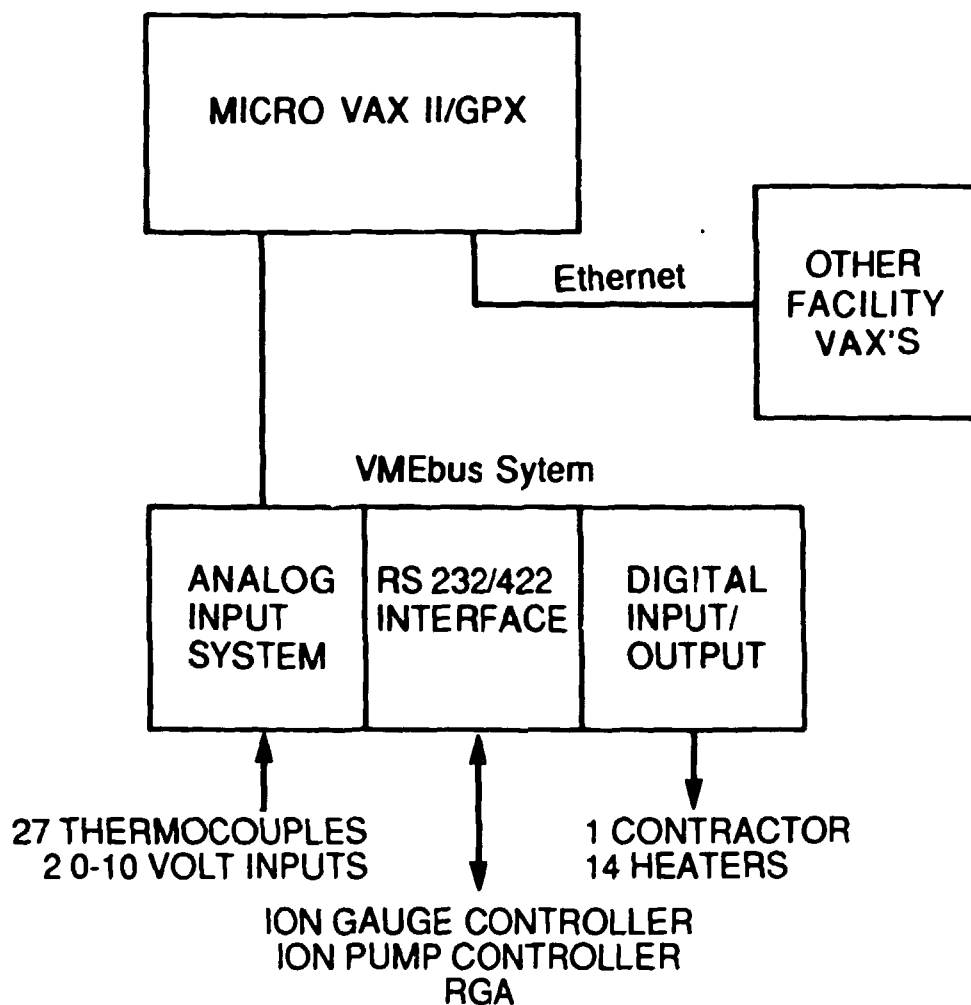 MICRO VAX II/GPX
Ethernet
OTHER
FACILITY
VAX'S
VMEbus Sytem
ANALOG
INPUT
SYSTEM
RS 232/422
INTERFACE
DIGITAL
INPUT/
OUTPUT
27 THERMOCOUPLES
2 0-10 VOLT INPUTS
1 CONTRACTOR
14 HEATERS
ION GAUGE CONTROLLER
ION PUMP CONTROLLER
RGA